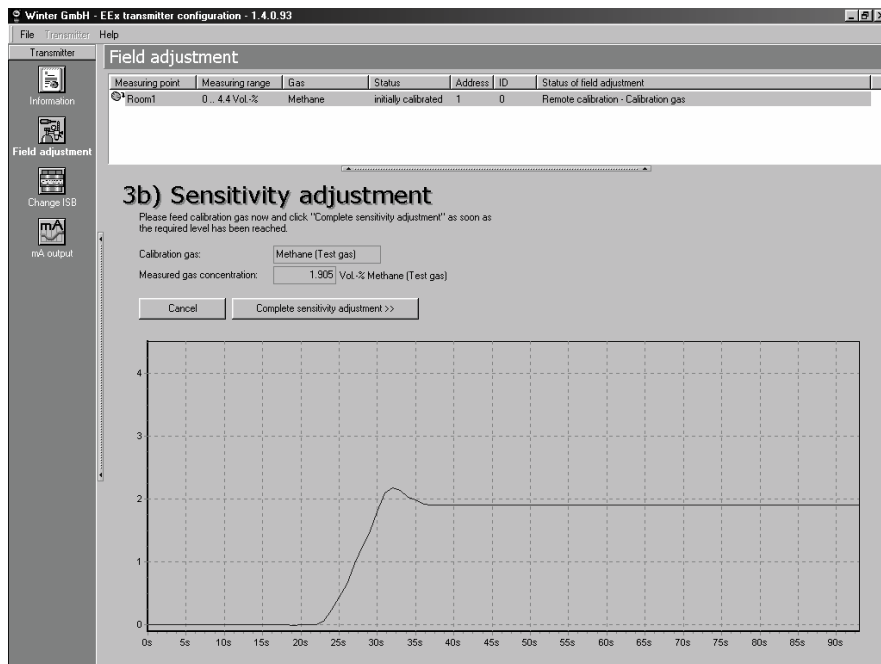 Winter GmbH - EEx transmitter configuration - 1.4.0.93
File Transmitter Help
Transmitter
Information
Field adjustment
Change ISB
mA
mA output
Field adjustment
Measuring point Measuring range Gas Status Address ID Status of field adjustment
Room1 0 .. 4.4 Vol.-% Methane initially calibrated 1 0 Remote calibration - Calibration gas
3b) Sensitivity adjustment
Please feed calibration gas now and click "Complete sensitivity adjustment" as soon as
the required level has been reached.
Calibration gas: Methane (Test gas)
Measured gas concentration: 1.905 Vol.-% Methane (Test gas)
Cancel Complete sensitivity adjustment >>
4
3
2
1
0
0s 5s 10s 15s 20s 25s 30s 35s 40s 45s 50s 55s 60s 65s 70s 75s 80s 85s 90s